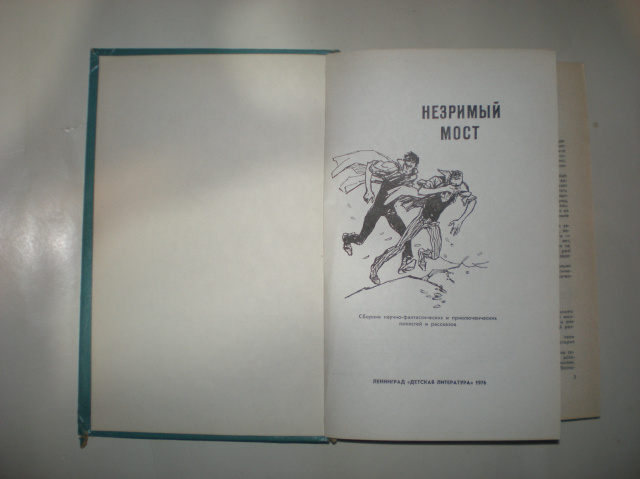 НЕЗРИМЫЙ
МОСТ
Сборник научно-фантастических и приключенческих
повестей и рассказов
ЛЕНИНГРАД «ДЕТСКАЯ ЛИТЕРАТУРА» 1976